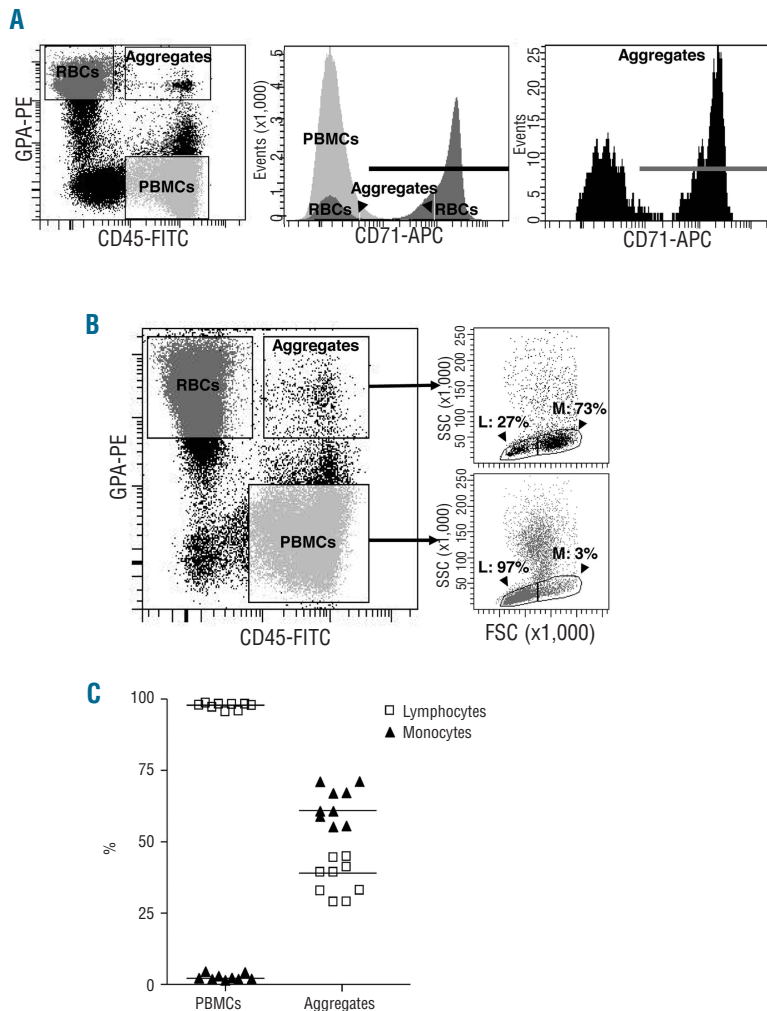 A
GPA-PE
RBCs
Aggregates
PBMCs
CD45-FITC
Events (x1,000)
5
4
3
2
1
0
PBMCs
Aggregates
RBCs
RBCs
CD71-APC
Events
25
20
15
10
5
0
Aggregates
CD71-APC
B
GPA-PE
RBCs
Aggregates
PBMCs
CD45-FITC
SSC (x1,000)
250
200
150
100
50
L: 27%
M: 73%
SSC (x1,000)
250
200
150
100
50
L: 97%
M: 3%
FSC (x1,000)
C
%
100
75
50
25
0
Lymphocytes
Monocytes
PBMCs
Aggregates